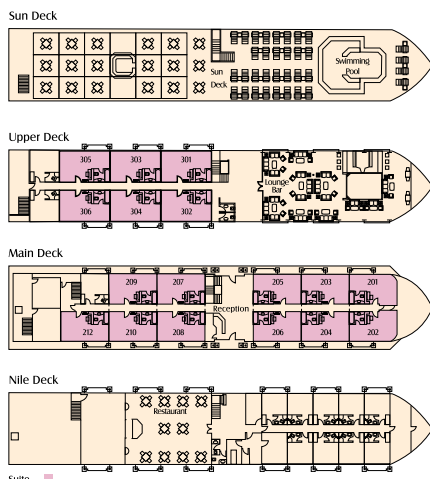 Sun Deck
Swimming
Pool
Sun
Deck
Upper Deck
305 303 301
Lounge
Bar
306 304 302
Main Deck
209 207 205 203 201
Reception
212 210 208 206 204 202
Nile Deck
Restaurant
Suite